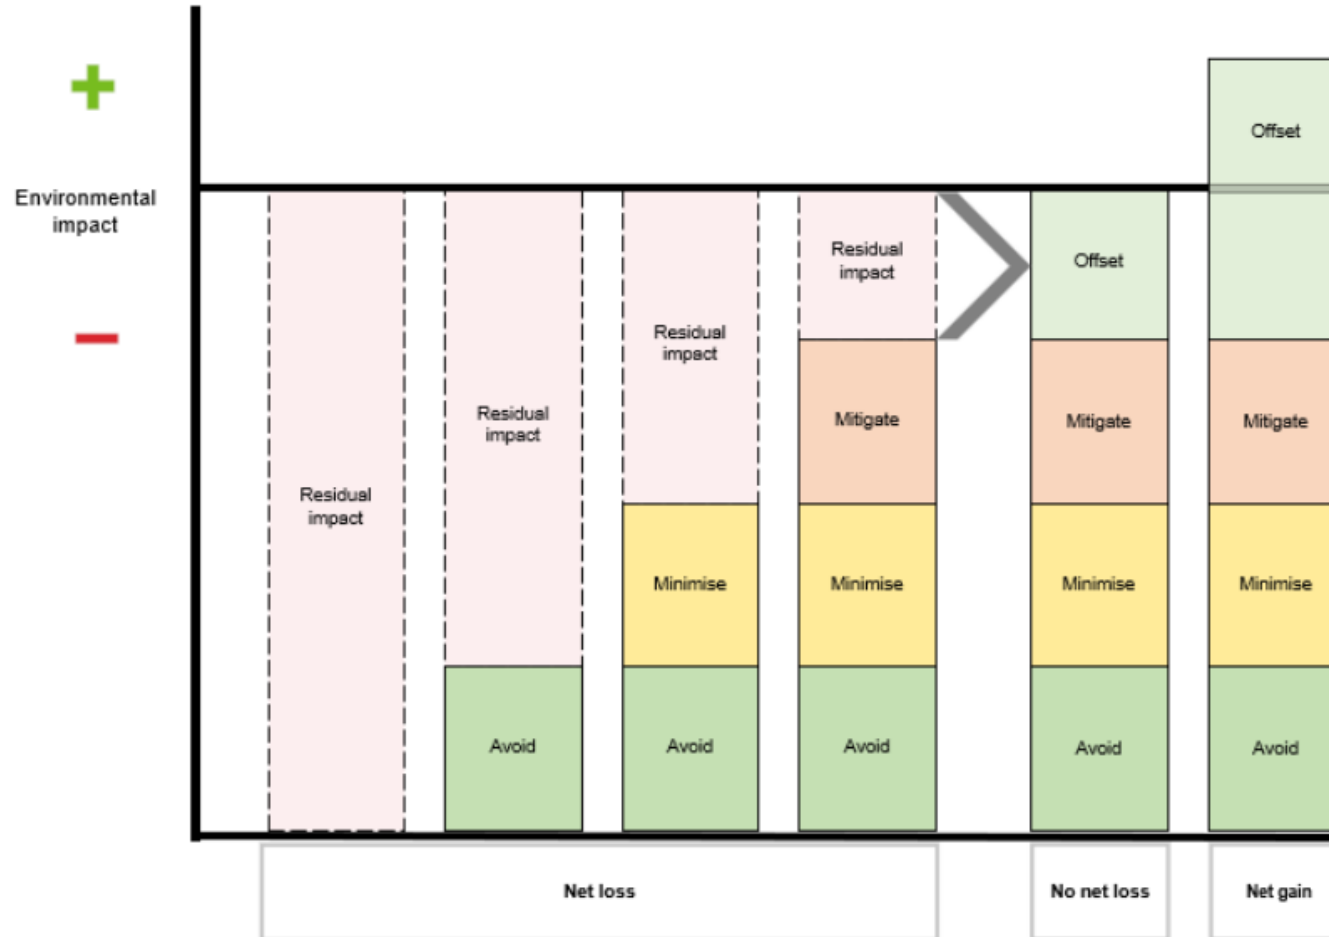 Environmental
impact
Offset
Residual
impact
Offset
Residual
impact
Residual
impact
Mitigate
Mitigate
Mitigate
Residual
impact
Minimise
Minimise
Minimise
Minimise
Avoid
Avoid
Avoid
Avoid
Avoid
Net loss
No net loss
Net gain